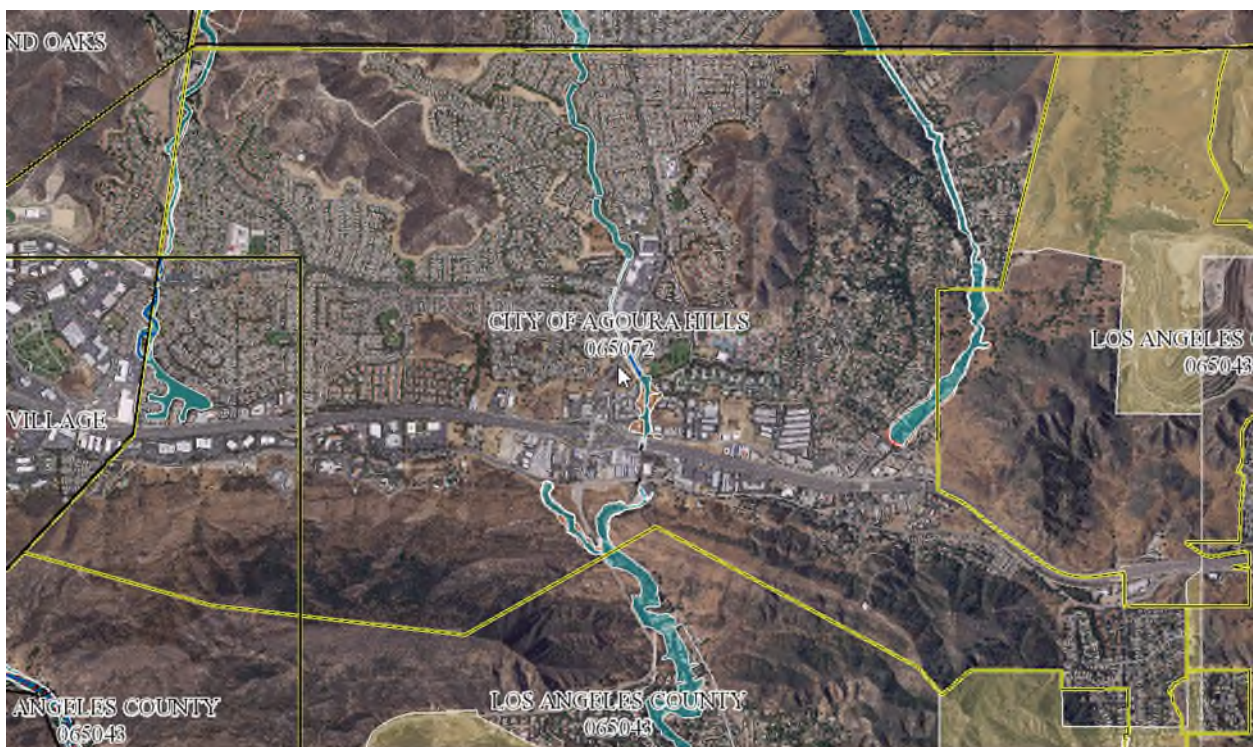 ND OAKS
CITY OF AGOURA HILLS
065072
LOS ANGELES C
065043
VILLAGE
ANGELES COUNTY
065043
LOS ANGELES COUNTY
065043